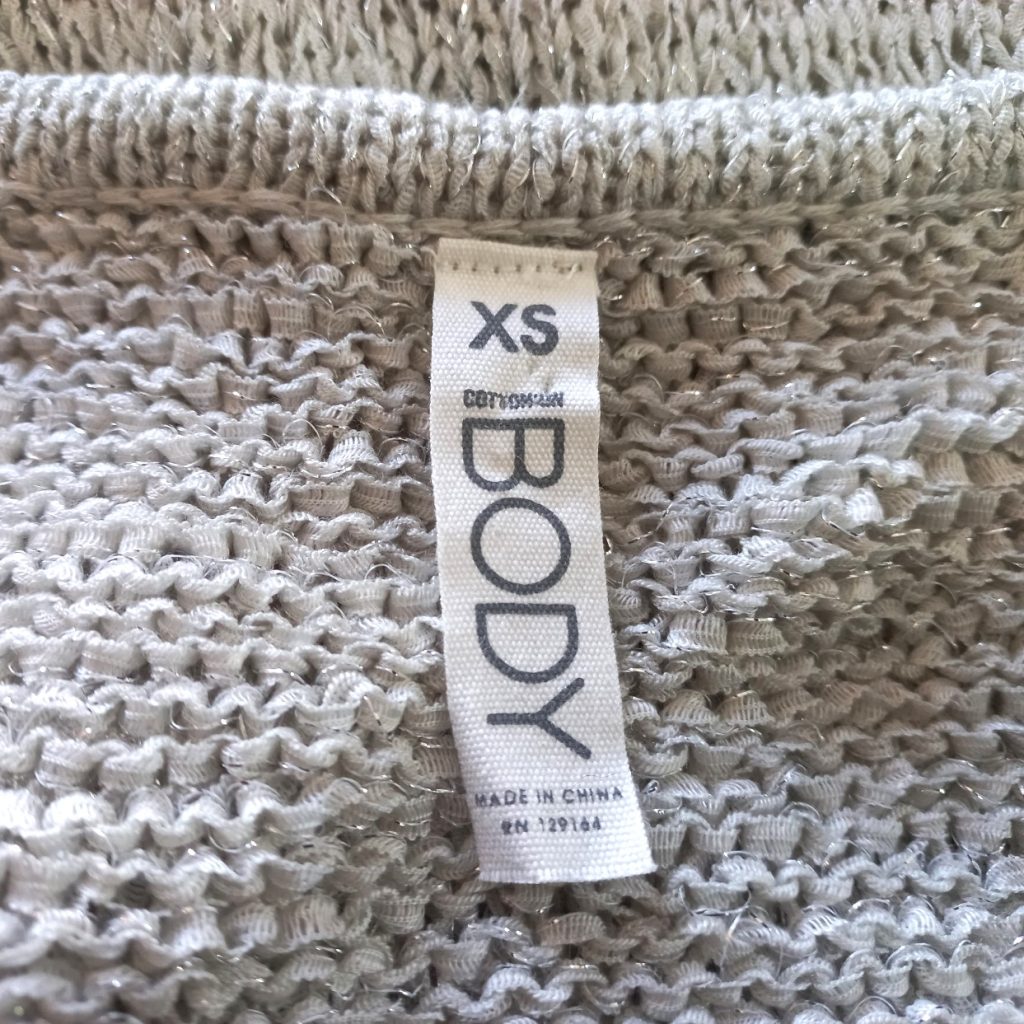 XS
COTTON:ON
BODY
MADE IN CHINA
RN 129164